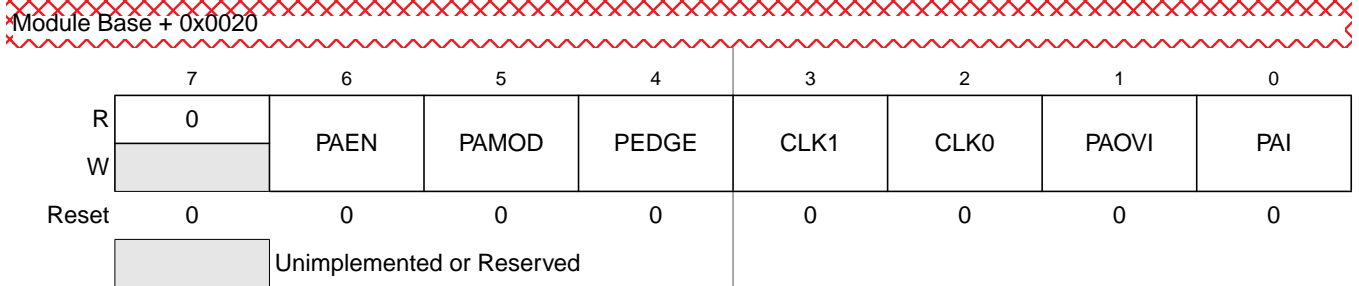 Module Base + 0x0020
7 6 5 4 3 2 1 0
R 0 PAEN PAMOD PEDGE CLK1 CLK0 PAOVI PAI
W
Reset 0 0 0 0 0 0 0 0
Unimplemented or Reserved